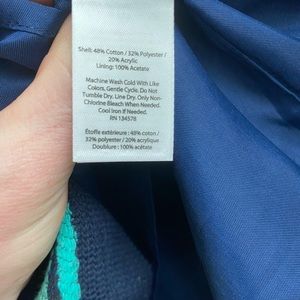 Shell: 48% Cotton / 32% Polyester /
20% Acrylic
Lining: 100% Acetate
Machine Wash Cold With Like
Colors, Gentle Cycle. Do Not
Tumble Dry. Line Dry. Only Non-
Chlorine Bleach When Needed.
Cool Iron If Needed.
RN 134578
Étoffe extérieure : 48% coton /
32% polyester / 20% acrylique
Doublure : 100% acétate